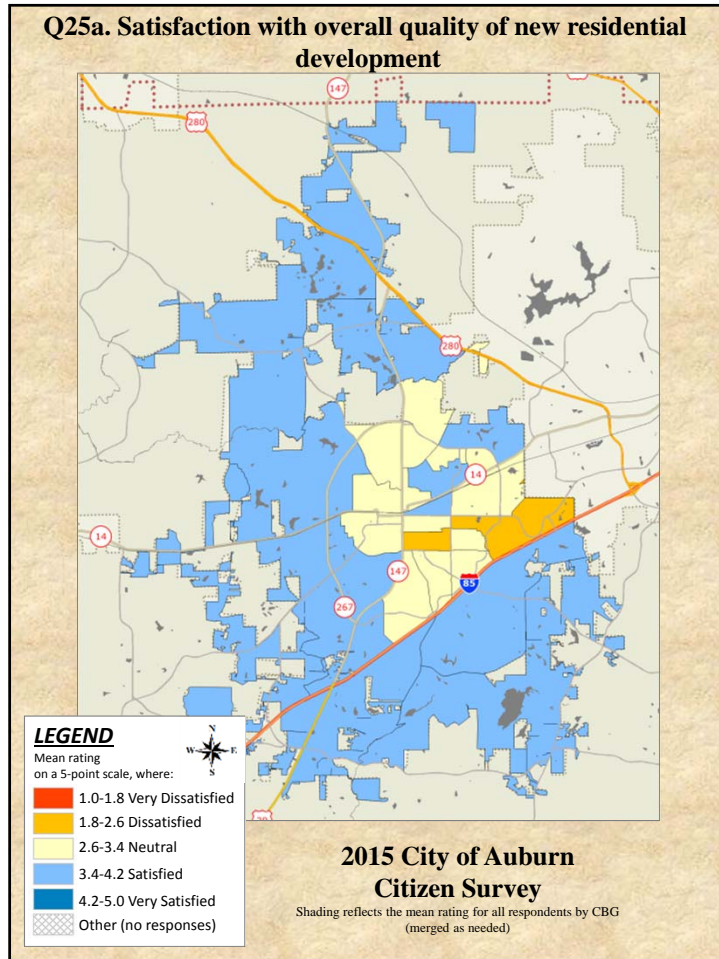 Q25a. Satisfaction with overall quality of new residential
development
147
280
280
14
14
147
85
267
LEGEND
Mean rating
on a 5-point scale, where:
N
W
E
S
1.0-1.8 Very Dissatisfied
1.8-2.6 Dissatisfied
2.6-3.4 Neutral
3.4-4.2 Satisfied
4.2-5.0 Very Satisfied
Other (no responses)
2015 City of Auburn
Citizen Survey
Shading reflects the mean rating for all respondents by CBG
(merged as needed)